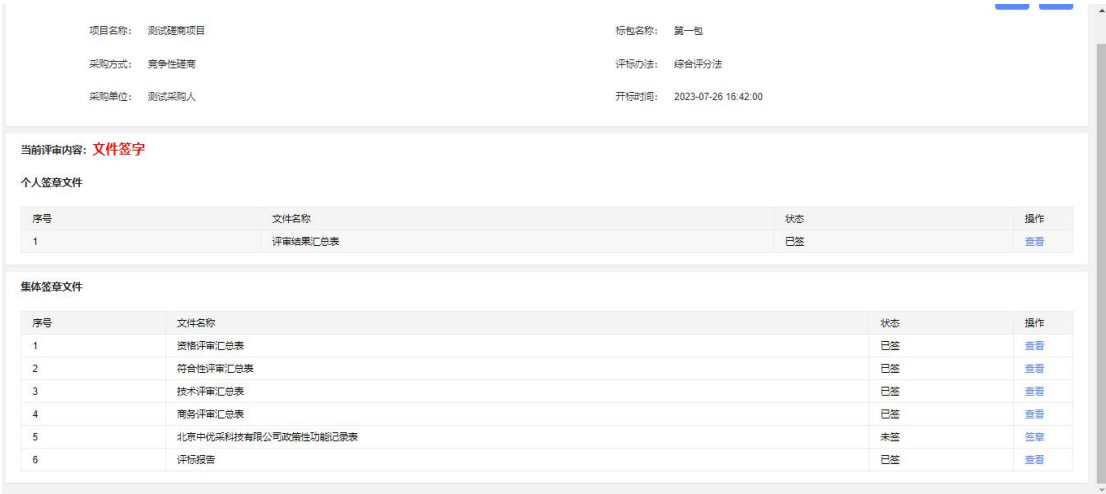 项目名称： 测试磋商项目 标包名称： 第一包
采购方式： 竞争性磋商 评标办法： 综合评分法
采购单位： 测试采购人 开标时间： 2023-07-26 16:42:00
当前评审内容：文件签字
个人签章文件
序号 文件名称 状态 操作
1 评审结果汇总表 已签 查看
集体签章文件
序号 文件名称 状态 操作
1 资格评审汇总表 已签 查看
2 符合性评审汇总表 已签 查看
3 技术评审汇总表 已签 查看
4 商务评审汇总表 已签 查看
5 北京中优采科技有限公司政策性功能记录表 未签 签章
6 评标报告 已签 查看